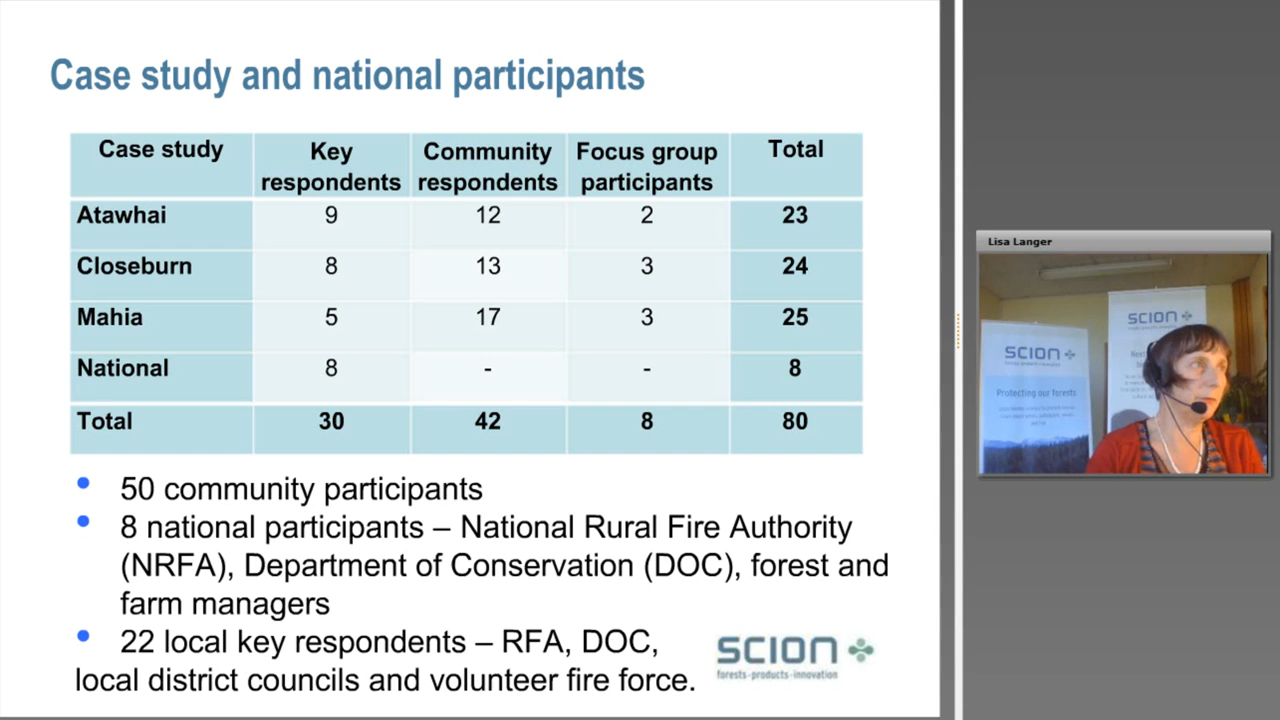 Case study and national participants
Case study Key respondents Community respondents Focus group participants Total
Atawhai 9 12 2 23
Closeburn 8 13 3 24
Mahia 5 17 3 25
National 8 - - 8
Total 30 42 8 80
• 50 community participants
• 8 national participants – National Rural Fire Authority
(NRFA), Department of Conservation (DOC), forest and
farm managers
• 22 local key respondents – RFA, DOC,
local district councils and volunteer fire force.
SCION
forests-products-innovation
Lisa Langer
SCION
SCION
Protecting our forests